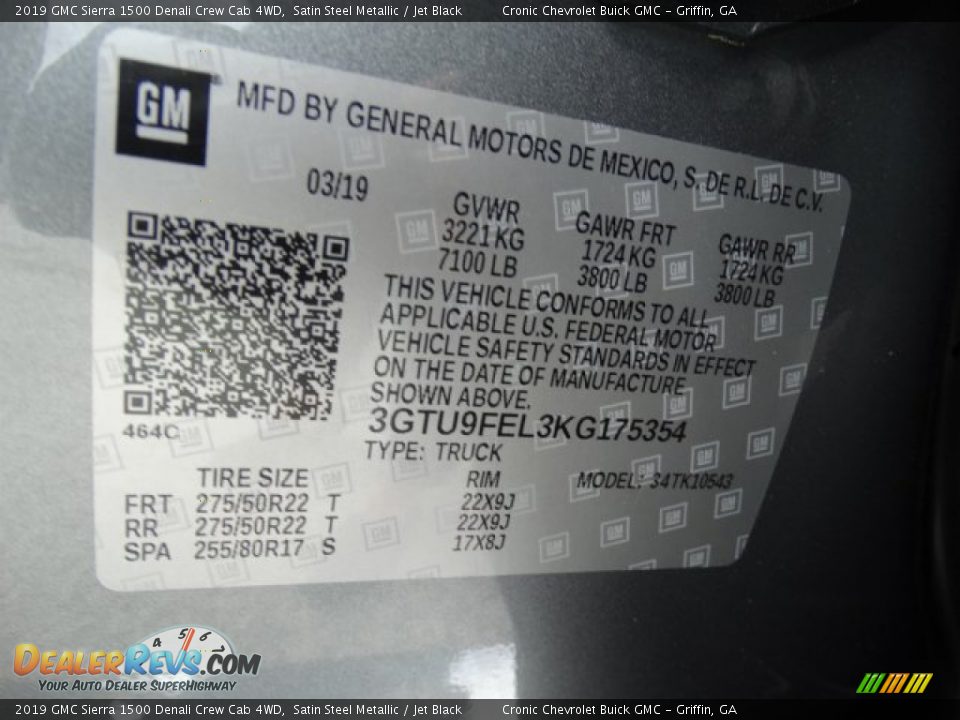 2019 GMC Sierra 1500 Denali Crew Cab 4WD, Satin Steel Metallic / Jet Black Cronic Chevrolet Buick GMC - Griffin, GA
GM
MFD BY GENERAL MOTORS DE MEXICO, S. DE R.L. DE C.V.
03/19
GVWR GAWR FRT GAWR RR
3221 KG 1724 KG 1724 KG
7100 LB 3800 LB 3800 LB
THIS VEHICLE CONFORMS TO ALL
APPLICABLE U.S. FEDERAL MOTOR
VEHICLE SAFETY STANDARDS IN EFFECT
ON THE DATE OF MANUFACTURE
SHOWN ABOVE.
464C
3GTU9FEL3KG175354
TYPE: TRUCK
TIRE SIZE RIM MODEL: 34TK10543
FRT 275/50R22 T 22X9J
RR 275/50R22 T 22X9J
SPA 255/80R17 S 17X8J
4 5 6
DealerRevs.com
Your Auto Dealer SuperHighway
2019 GMC Sierra 1500 Denali Crew Cab 4WD, Satin Steel Metallic / Jet Black Cronic Chevrolet Buick GMC - Griffin, GA